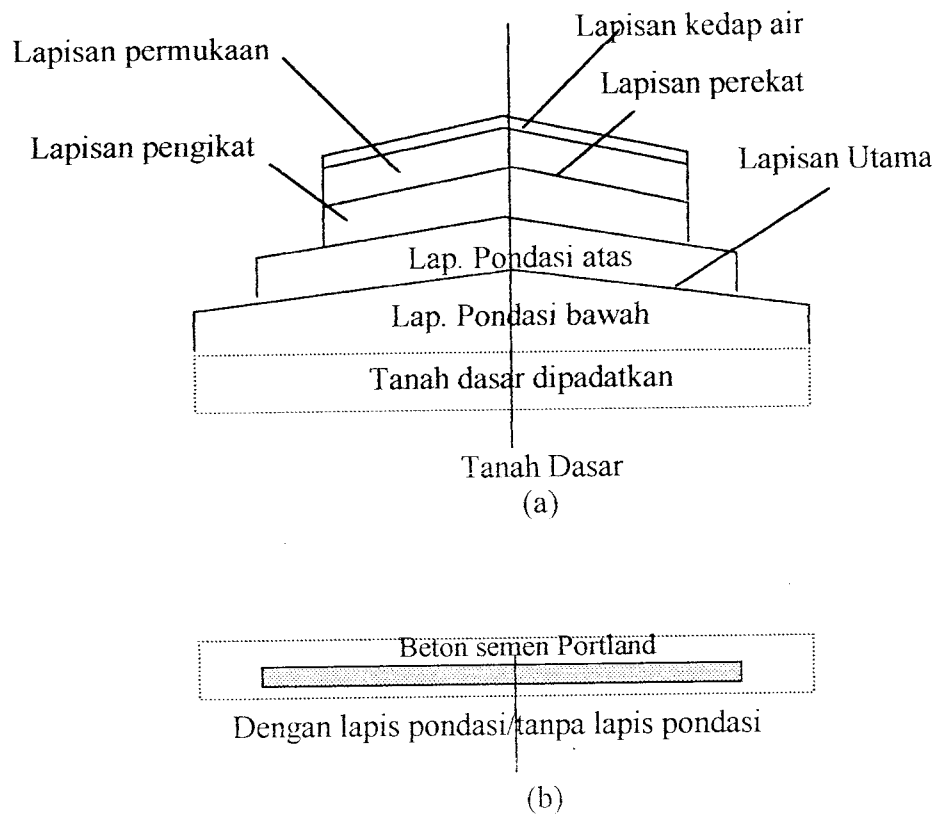 Lapisan kedap air
Lapisan permukaan
Lapisan perekat
Lapisan pengikat
Lapisan Utama
Lap. Pondasi atas
Lap. Pondasi bawah
Tanah dasar dipadatkan
Tanah Dasar
(a)
Beton semen Portland
Dengan lapis pondasi/tanpa lapis pondasi
(b)